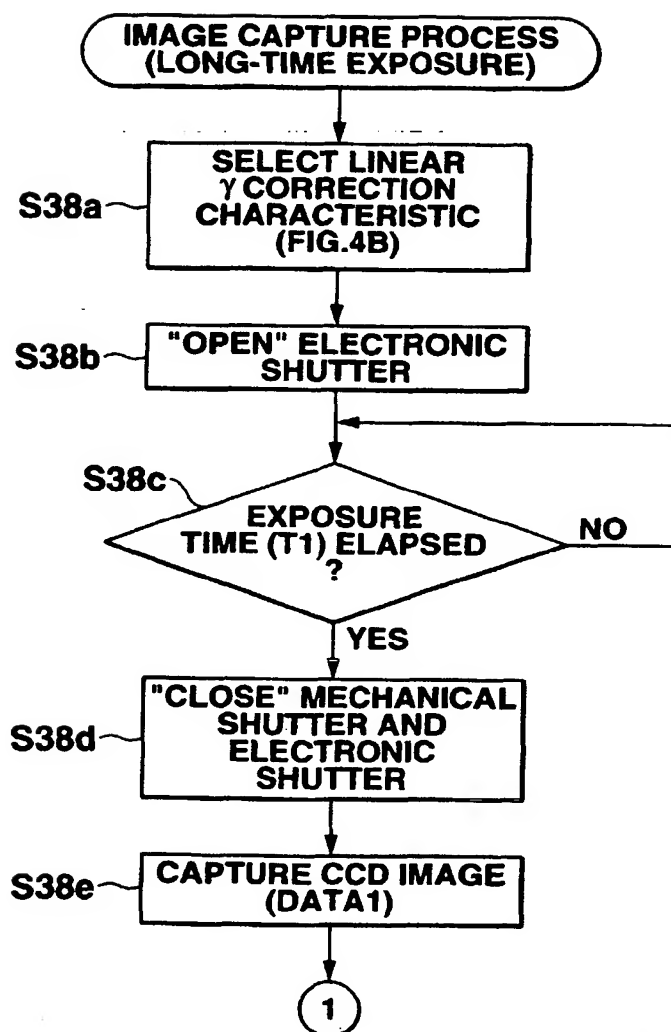 IMAGE CAPTURE PROCESS
(LONG-TIME EXPOSURE)
S38a
SELECT LINEAR
γ CORRECTION
CHARACTERISTIC
(FIG.4B)
S38b
"OPEN" ELECTRONIC
SHUTTER
S38c
EXPOSURE
TIME (T1) ELAPSED
?
NO
YES
S38d
"CLOSE" MECHANICAL
SHUTTER AND
ELECTRONIC
SHUTTER
S38e
CAPTURE CCD IMAGE
(DATA1)
1